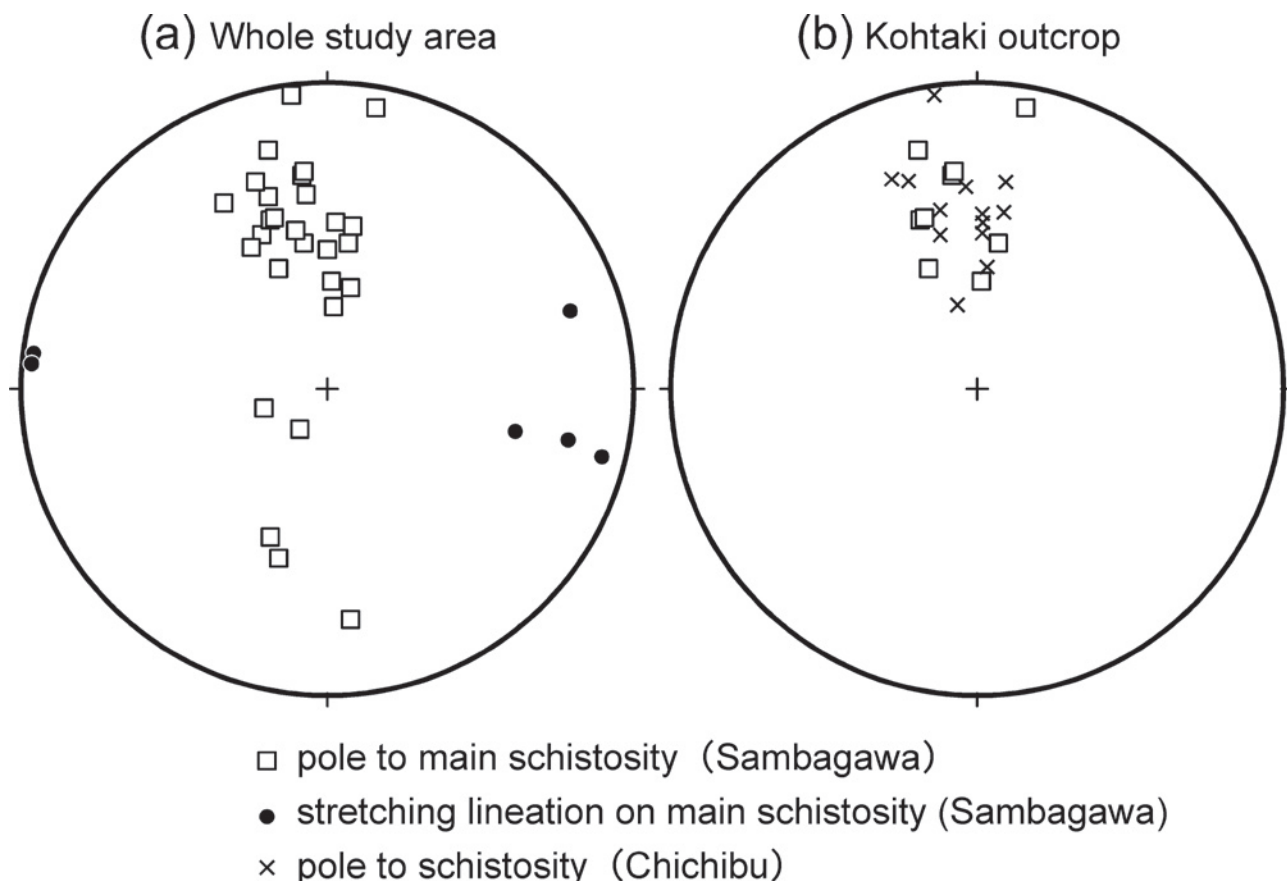 (a) Whole study area
(b) Kohtaki outcrop
pole to main schistosity（Sambagawa）
stretching lineation on main schistosity (Sambagawa)
pole to schistosity（Chichibu）